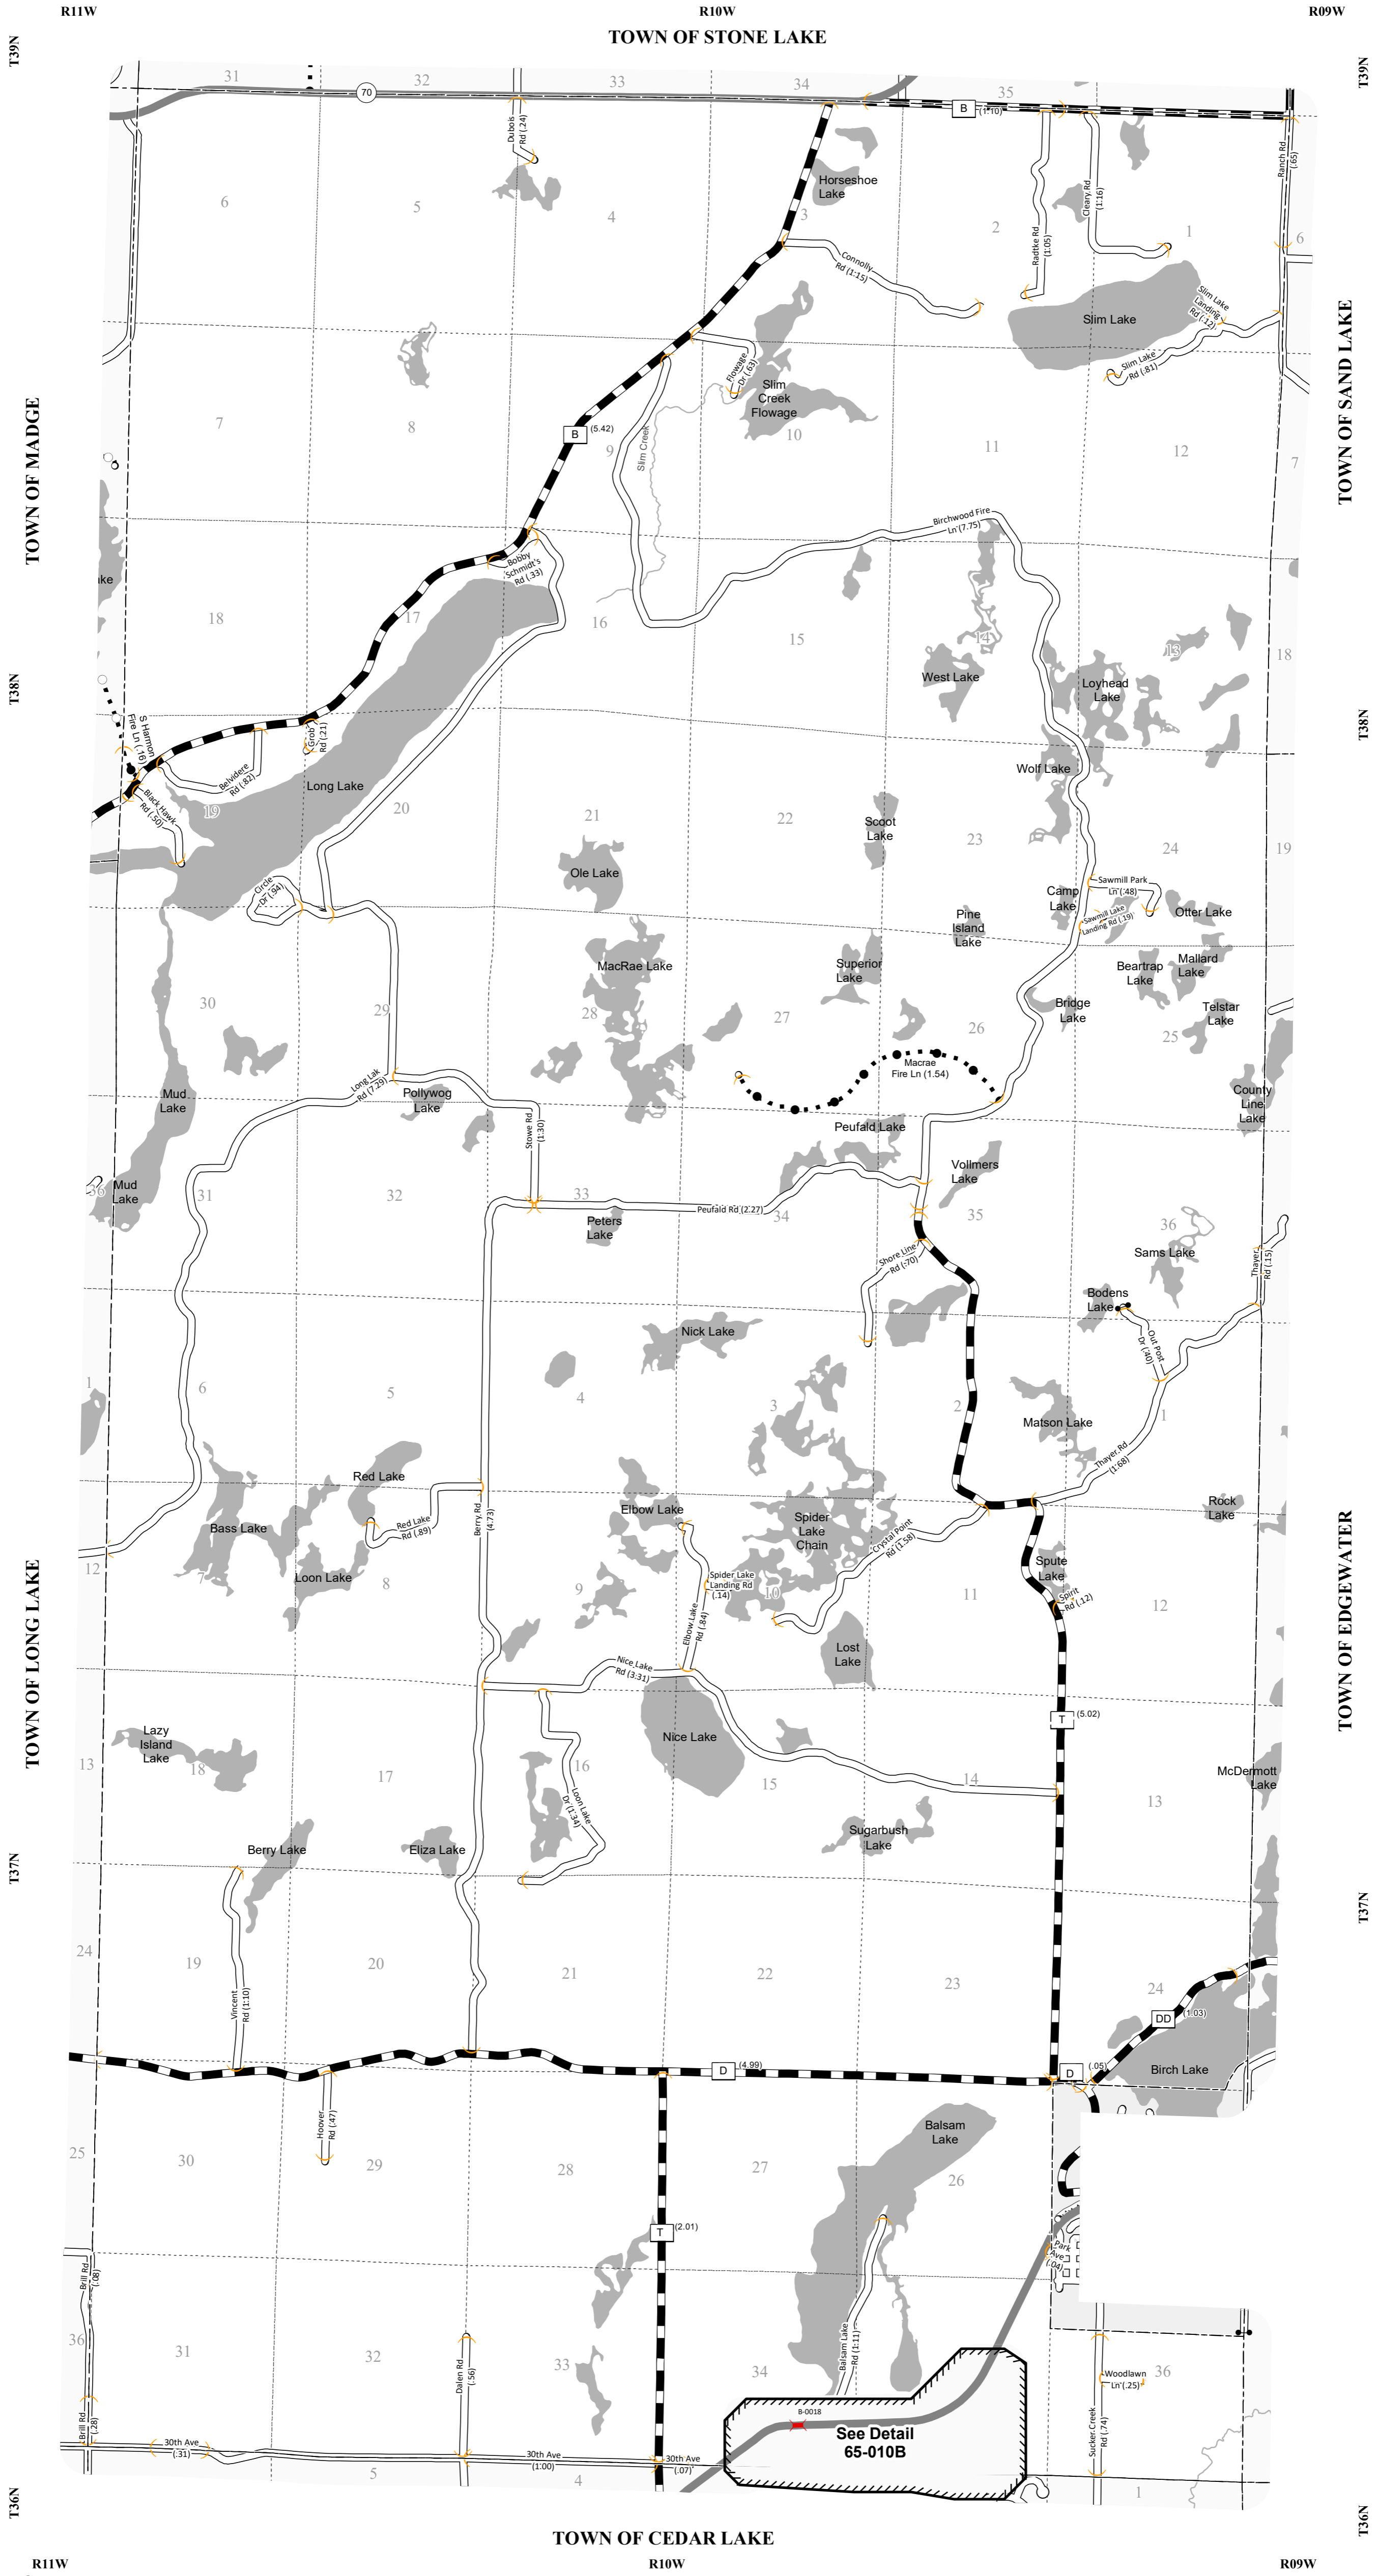 R11W
R10W
R09W
TOWN OF STONE LAKE
T39N
T39N
31
32
33
34
35
70
B
(1.10)
Dubois
Rd (.24)
Ranch Rd
(.65)
Horseshoe
Lake
Cleary Rd
(1.16)
Radtke Rd
(1.05)
6
5
4
3
2
1
6
Connolly
Rd (1.15)
Slim Lake
Landing
Rd (.12)
Slim Lake
Slim Lake
Rd (.81)
Flowage
Dr (.63)
Slim
Creek
Flowage
TOWN OF MADGE
TOWN OF SAND LAKE
7
8
B
(5.42)
9
Slim Creek
10
11
12
7
Birchwood Fire
Ln (7.75)
Bobby
Schmidt's
Rd (.33)
ke
18
17
16
15
14
13
18
West Lake
Loyhead
Lake
T38N
T38N
S Harmon
Fire Ln (.16)
Grob
Rd (.21)
Belvidere
Rd (.82)
Black Hawk
Rd (.50)
Long Lake
Wolf Lake
19
20
21
22
23
24
19
Scoot
Lake
Ole Lake
Circle
Dr (.94)
Camp
Lake
Sawmill Park
Ln (.48)
Sawmill Lake
Landing Rd (.19)
Otter Lake
Pine
Island
Lake
MacRae Lake
Superior
Lake
Beartrap
Lake
Mallard
Lake
Bridge
Lake
Telstar
Lake
30
29
28
27
26
25
Macrae
Fire Ln (1.54)
Long Lak
Rd (7.29)
Pollywog
Lake
Mud
Lake
County
Line
Lake
Stowe Rd
(1.30)
Peufald Lake
Vollmers
Lake
Mud
Lake
36
31
32
33
34
35
36
Peufald Rd (2.27)
Peters
Lake
Sams Lake
Shore Line
Rd (.70)
Thayer
Rd (.15)
Bodens
Lake
Out Post
Dr (.40)
Nick Lake
1
6
5
4
3
2
1
Matson Lake
Thayer Rd
(1.68)
Red Lake
Red Lake
Rd (.89)
Berry Rd
(4.73)
Elbow Lake
Spider
Lake
Chain
Crystal Point
Rd (1.58)
Rock
Lake
Bass Lake
Loon Lake
Spider Lake
Landing Rd
(.14)
Elbow Lake
Rd (.84)
Spute
Lake
Spirit
Rd (.12)
12
7
8
9
10
11
12
TOWN OF LONG LAKE
TOWN OF EDGEWATER
Lost
Lake
Nice Lake
Rd (3.31)
T
(5.02)
Lazy
Island
Lake
Nice Lake
McDermott
Lake
13
18
17
16
15
14
13
Loon Lake
Dr (1.34)
Sugarbush
Lake
Berry Lake
Eliza Lake
T37N
T37N
24
19
20
21
22
23
24
Vincent
Rd (1.10)
DD
(1.03)
D
(4.99)
D
(.05)
Birch Lake
Hoover
Rd (.47)
Balsam
Lake
25
30
29
28
27
26
T
(2.01)
Brill Rd
(.08)
Park
Ave
(.04)
36
31
32
33
34
36
Dalen Rd
(.56)
Balsam Lake
Rd (1.11)
Woodlawn
Ln (.25)
Sucker Creek
Rd (.74)
Brill Rd
(.28)
B-0018
See Detail
65-010B
30th Ave
(.31)
30th Ave
(1.00)
30th Ave
(.07)
5
4
1
T36N
T36N
TOWN OF CEDAR LAKE
R11W
R10W
R09W